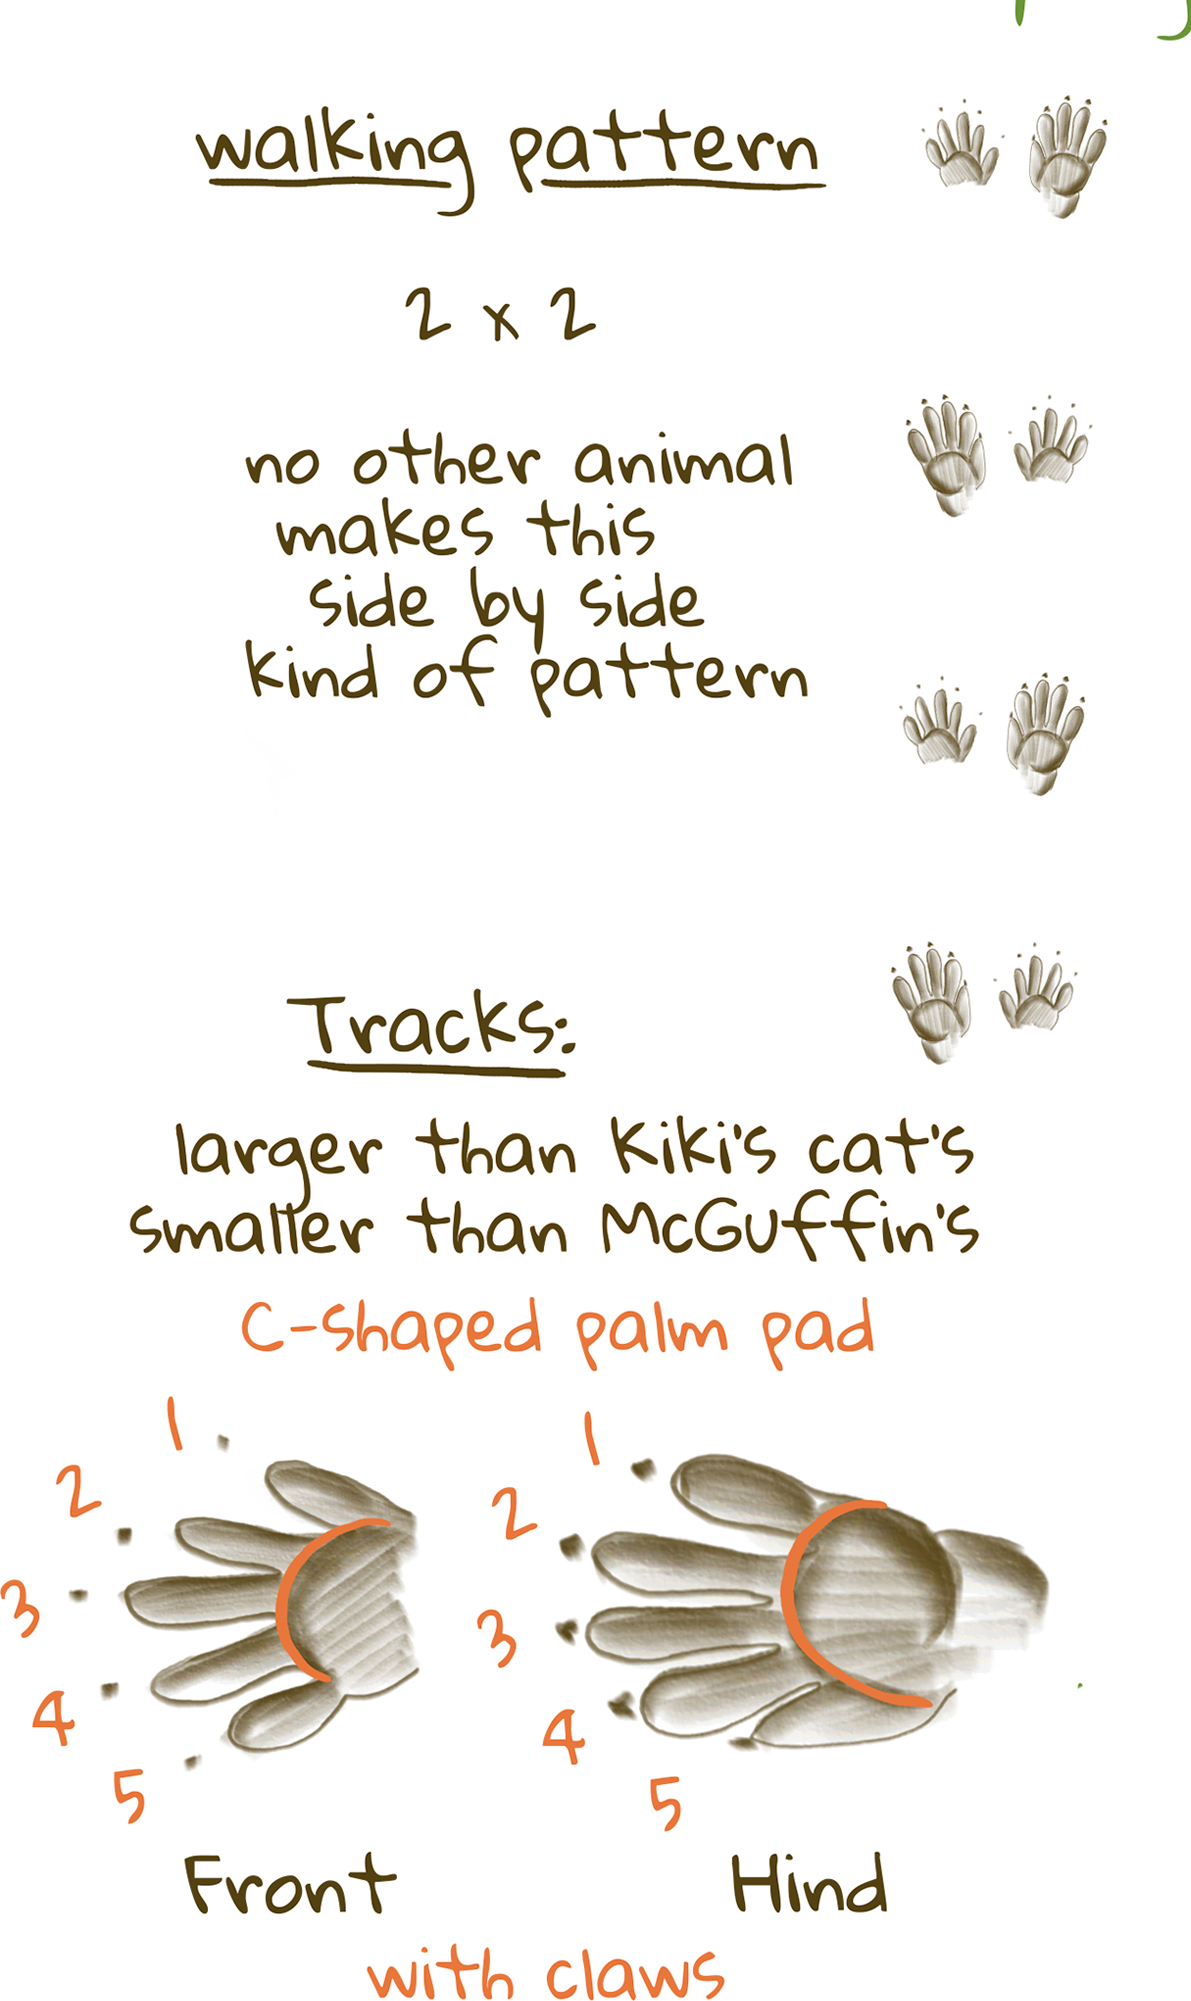 walking pattern
2 x 2
no other animal
makes this
side by side
kind of pattern
Tracks:
larger than Kiki's cat's
smaller than McGuffin's
C-shaped palm pad
1
2
3
4
5
1
2
3
4
5
Front
Hind
with claws